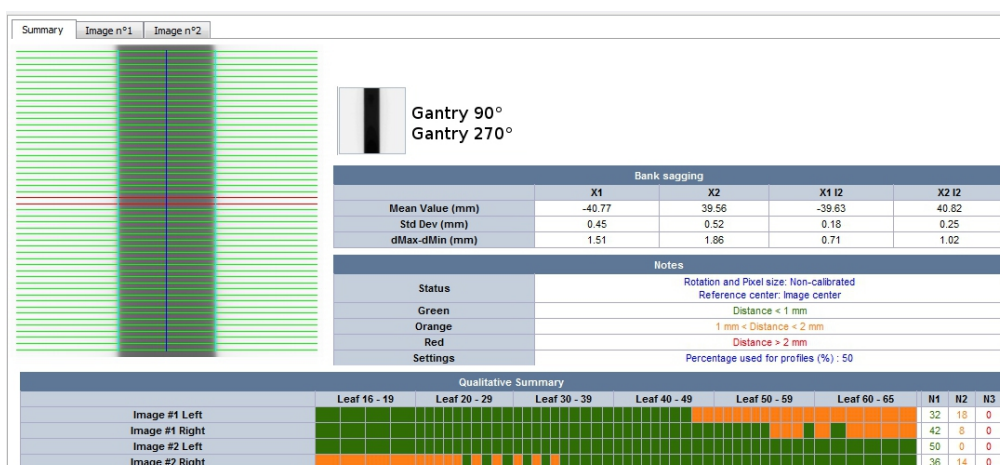 Summary Image n°1 Image n°2
Gantry 90°
Gantry 270°
Bank sagging
X1 X2 X1 I2 X2 I2
Mean Value (mm) -40.77 39.56 -39.63 40.82
Std Dev (mm) 0.45 0.52 0.18 0.25
dMax-dMin (mm) 1.51 1.86 0.71 1.02
Notes
Status Rotation and Pixel size: Non-calibrated
Reference center: Image center
Green Distance < 1 mm
Orange 1 mm < Distance < 2 mm
Red Distance > 2 mm
Settings Percentage used for profiles (%) : 50
Qualitative Summary
Leaf 16 - 19 Leaf 20 - 29 Leaf 30 - 39 Leaf 40 - 49 Leaf 50 - 59 Leaf 60 - 65 N1 N2 N3
Image #1 Left 32 18 0
Image #1 Right 42 8 0
Image #2 Left 50 0 0
Image #2 Right 36 14 0